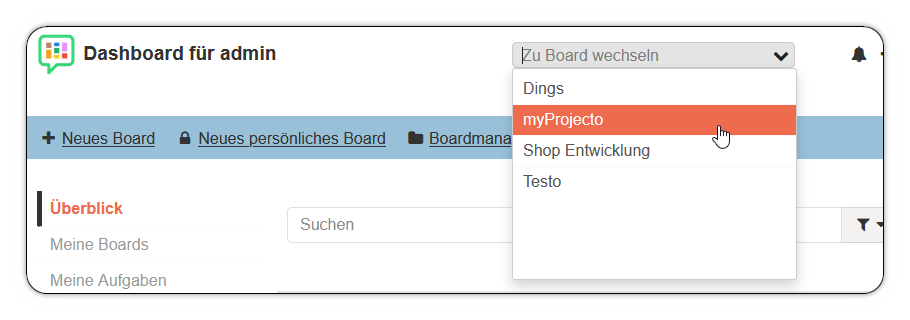 Dashboard für admin
Zu Board wechseln
Dings
myProjecto
Shop Entwicklung
Testo
Neues Board
Neues persönliches Board
Boardmana
Überblick
Meine Boards
Meine Aufgaben
Suchen